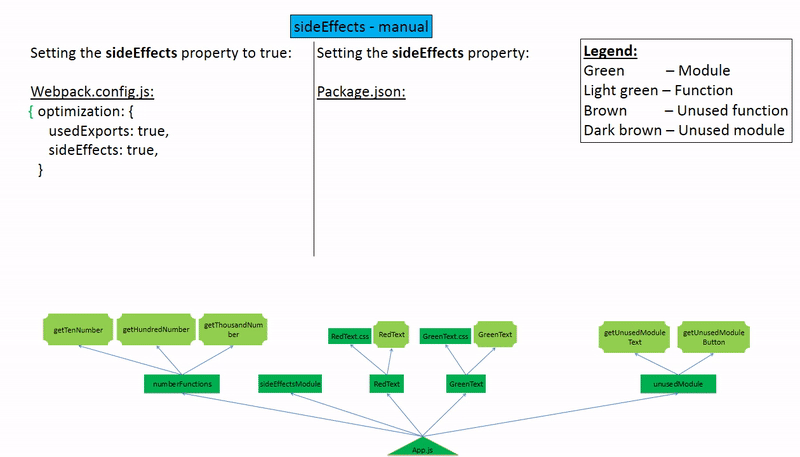 sideEffects - manual
Setting the sideEffects property to true:
Webpack.config.js:
{ optimization: {
usedExports: true,
sideEffects: true,
}
Setting the sideEffects property:
Package.json:
Legend:
Green – Module
Light green – Function
Brown – Unused function
Dark brown – Unused module
getTenNumber
getHundredNumber
getThousandNum
ber
RedText.css
RedText
GreenText.css
GreenText
getUnusedModule
Text
getUnusedModule
Button
numberFunctions
sideEffectsModule
RedText
GreenText
unusedModule
App.js